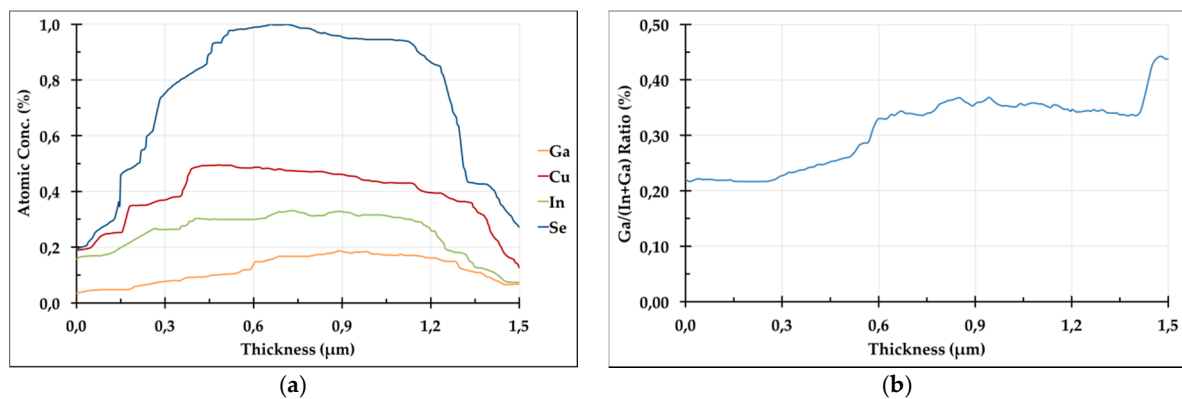 1,0
0,8
0,6
0,4
0,2
0,0
Atomic Conc. (%)
0,0 0,3 0,6 0,9 1,2 1,5
Thickness (µm)
Ga
Cu
In
Se
(a)
0,50
0,40
0,30
0,20
0,10
0,00
Ga/(In+Ga) Ratio (%)
0,0 0,3 0,6 0,9 1,2 1,5
Thickness (µm)
(b)